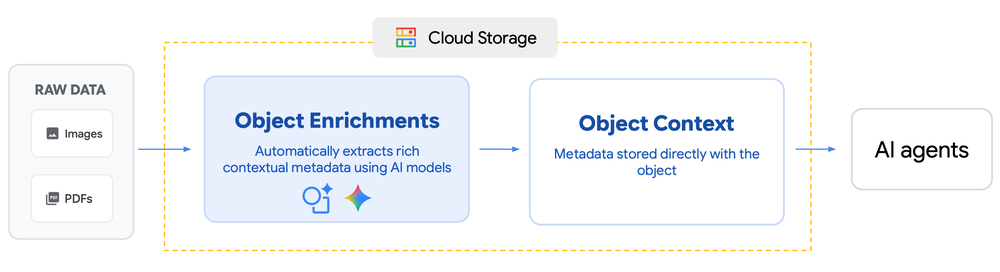 Cloud Storage
RAW DATA
Images
PDFs
Object Enrichments
Automatically extracts rich
contextual metadata using AI models
Object Context
Metadata stored directly with the
object
AI agents